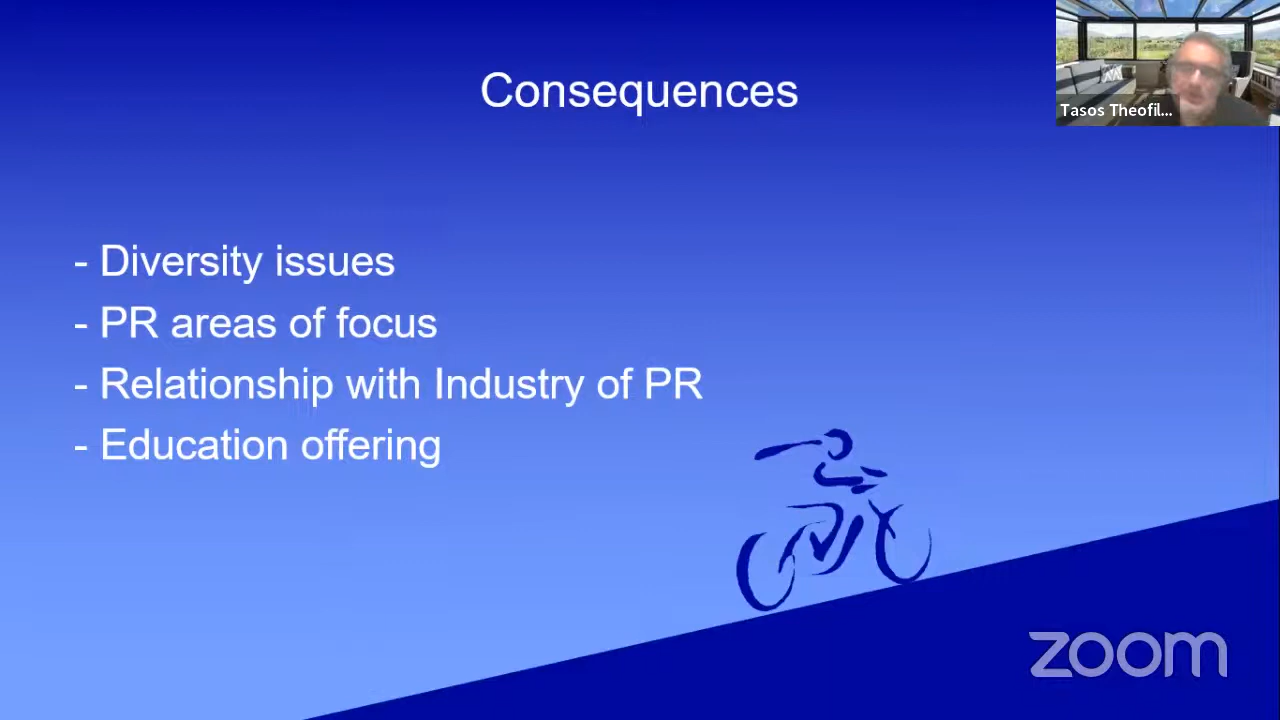 Consequences
Tasos Theofil...
- Diversity issues
- PR areas of focus
- Relationship with Industry of PR
- Education offering
zoom